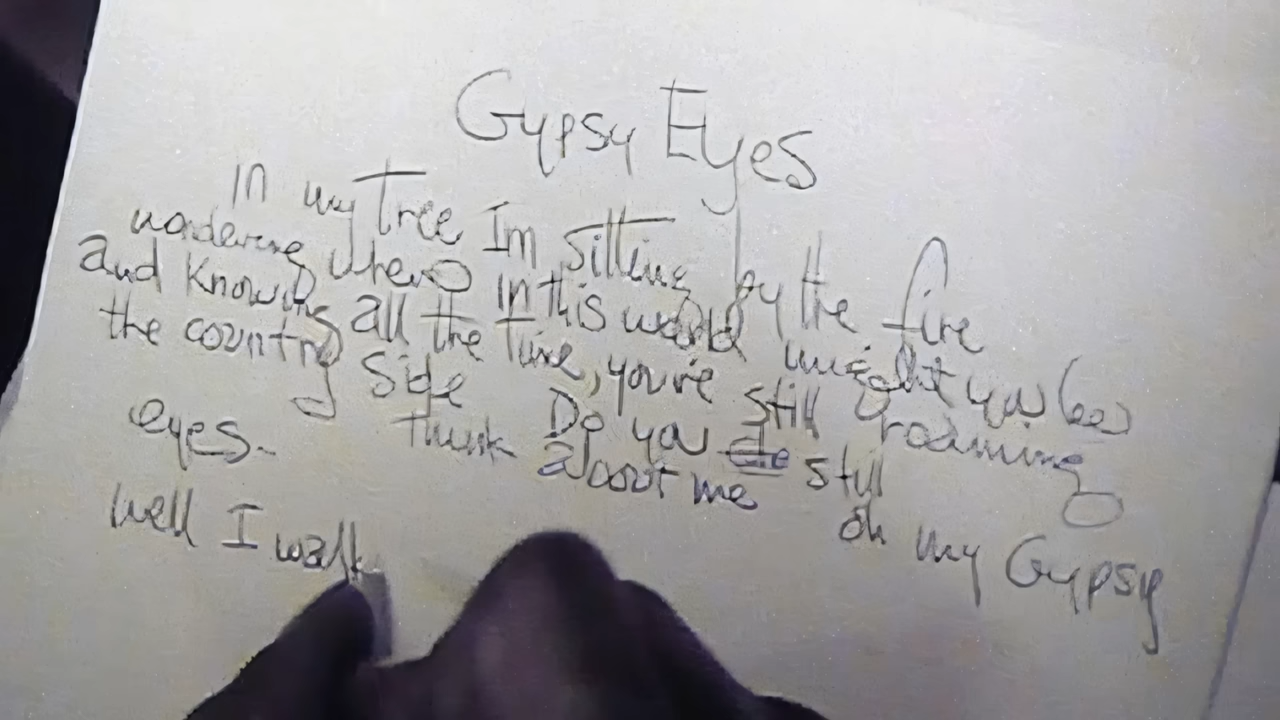 Gypsy Eyes
In my Tree Im sitting by the fire
wondering where in this world might you be
and Knowing all the time, you're still roaming
the country side Do you still
think about me oh my Gypsy
eyes.
well I walk